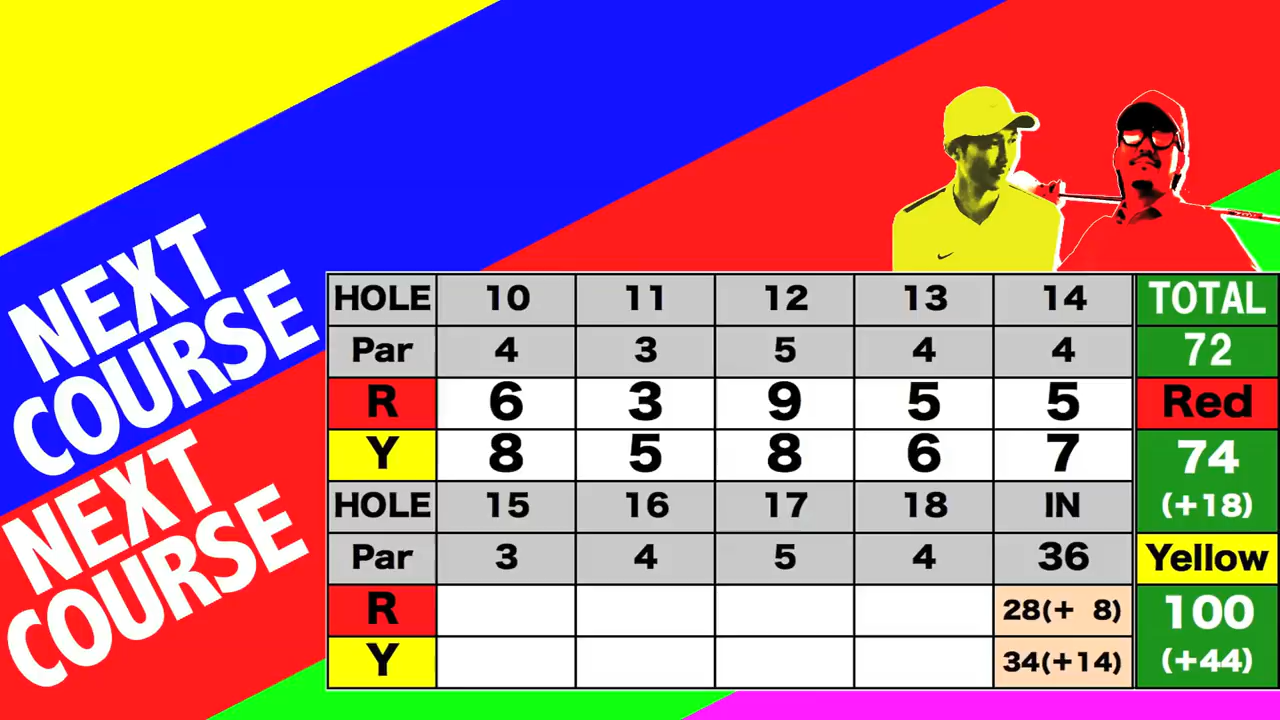 NEXT
COURSE
NEXT
COURSE
HOLE 10 11 12 13 14 TOTAL
Par 4 3 5 4 4 72
R 6 3 9 5 5 Red
Y 8 5 8 6 7 74
HOLE 15 16 17 18 IN (+18)
Par 3 4 5 4 36 Yellow
R 28(+ 8) 100
Y 34(+14) (+44)